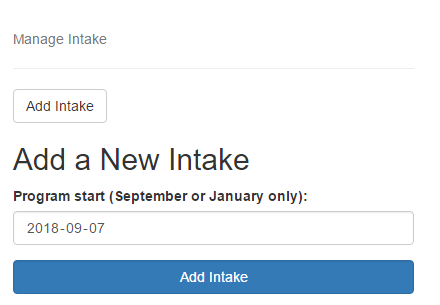 Manage Intake
Add Intake
Add a New Intake
Program start (September or January only):
2018-09-07
Add Intake